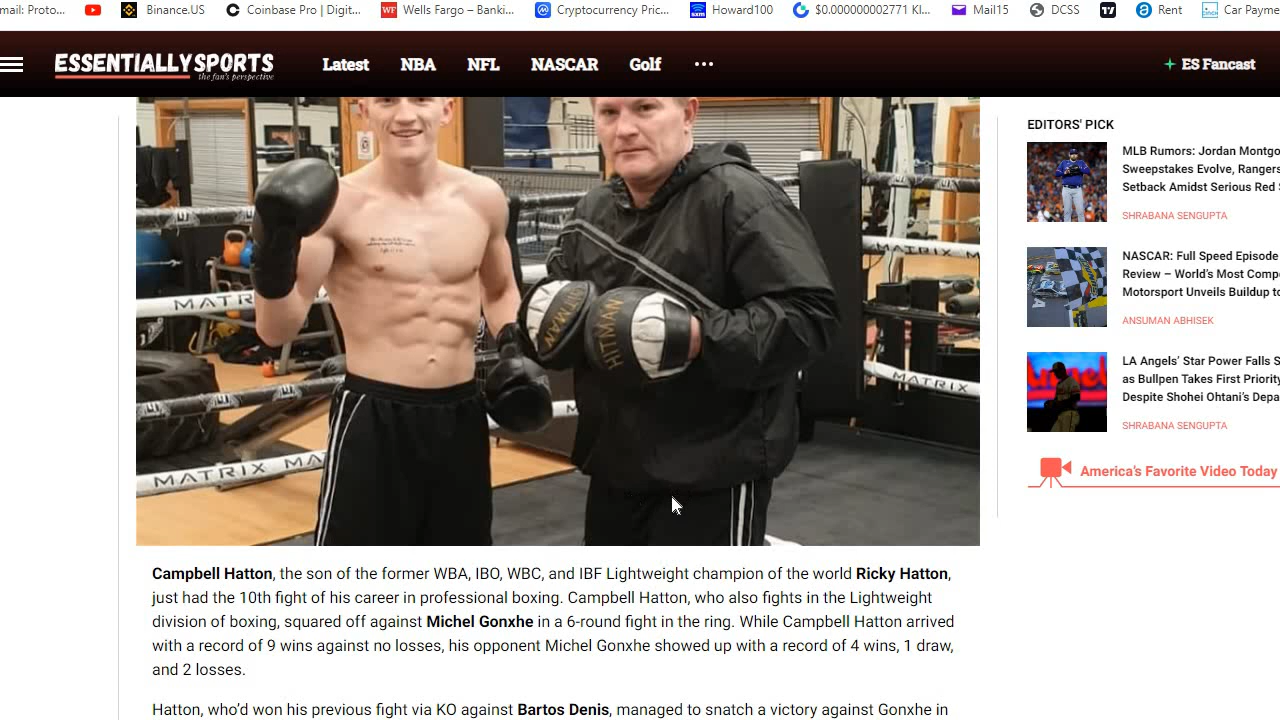 mail: Proto...
Binance.US
Coinbase Pro | Digit...
WF
Wells Fargo – Banki...
Cryptocurrency Pric...
sxm
Howard100
$0.000000002771 Kl...
Mail15
DCSS
Rent
Car Payme
ESSENTIALLYSPORTS
the fan's perspective
Latest
NBA
NFL
NASCAR
Golf
ES Fancast
MATRIX
MATRIX
MATRIX MA
MATRIX
HITMAN
HITMAN
Campbell Hatton, the son of the former WBA, IBO, WBC, and IBF Lightweight champion of the world Ricky Hatton,
just had the 10th fight of his career in professional boxing. Campbell Hatton, who also fights in the Lightweight
division of boxing, squared off against Michel Gonxhe in a 6-round fight in the ring. While Campbell Hatton arrived
with a record of 9 wins against no losses, his opponent Michel Gonxhe showed up with a record of 4 wins, 1 draw,
and 2 losses.
Hatton, who'd won his previous fight via KO against Bartos Denis, managed to snatch a victory against Gonxhe in
EDITORS' PICK
MLB Rumors: Jordan Montgo
Sweepstakes Evolve, Rangers
Setback Amidst Serious Red
SHRABANA SENGUPTA
NASCAR: Full Speed Episode
Review – World's Most Comp
Motorsport Unveils Buildup to
ANSUMAN ABHISEK
LA Angels' Star Power Falls S
as Bullpen Takes First Priority
Despite Shohei Ohtani's Depa
SHRABANA SENGUPTA
America's Favorite Video Today